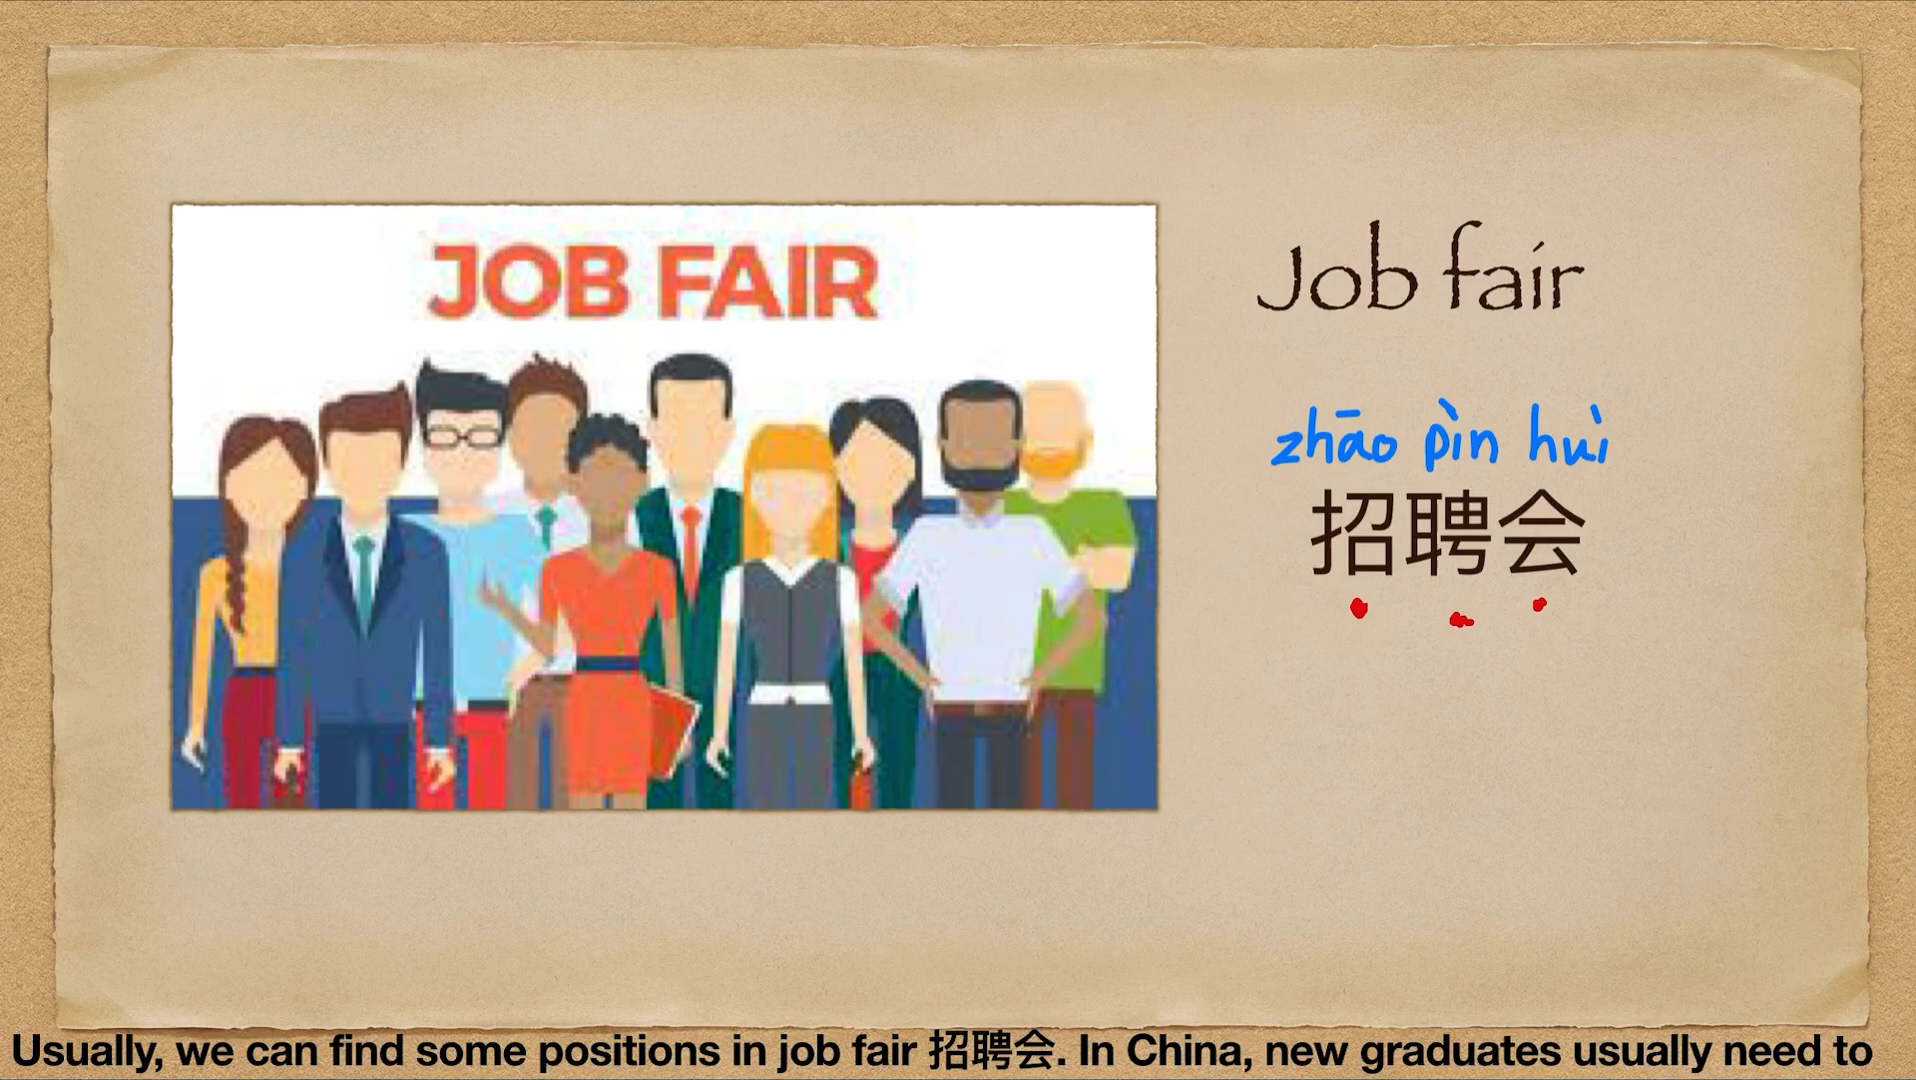 JOB FAIR
Job fair
zhāo pìn huì
招聘会
Usually, we can find some positions in job fair 招聘会. In China, new graduates usually need to